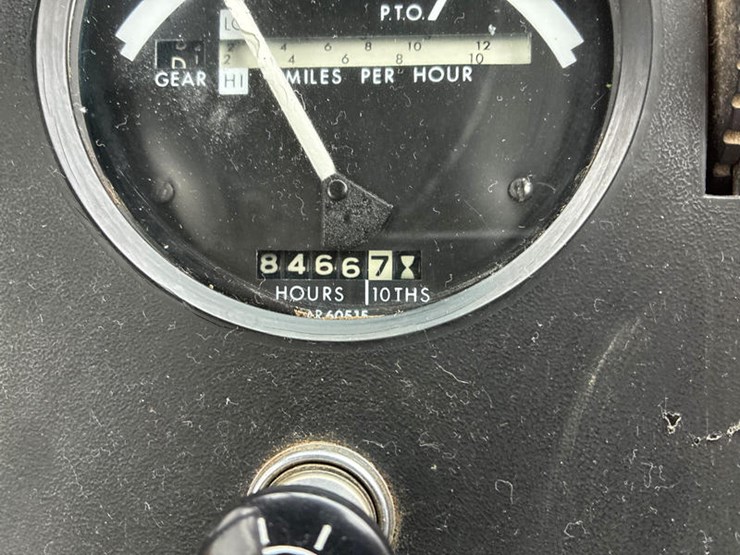 LO
P.T.O.
2 4 6 8 10 12
2 4 6 8 10
GEAR HI MILES PER HOUR
84667
HOURS 10THS
AR60515